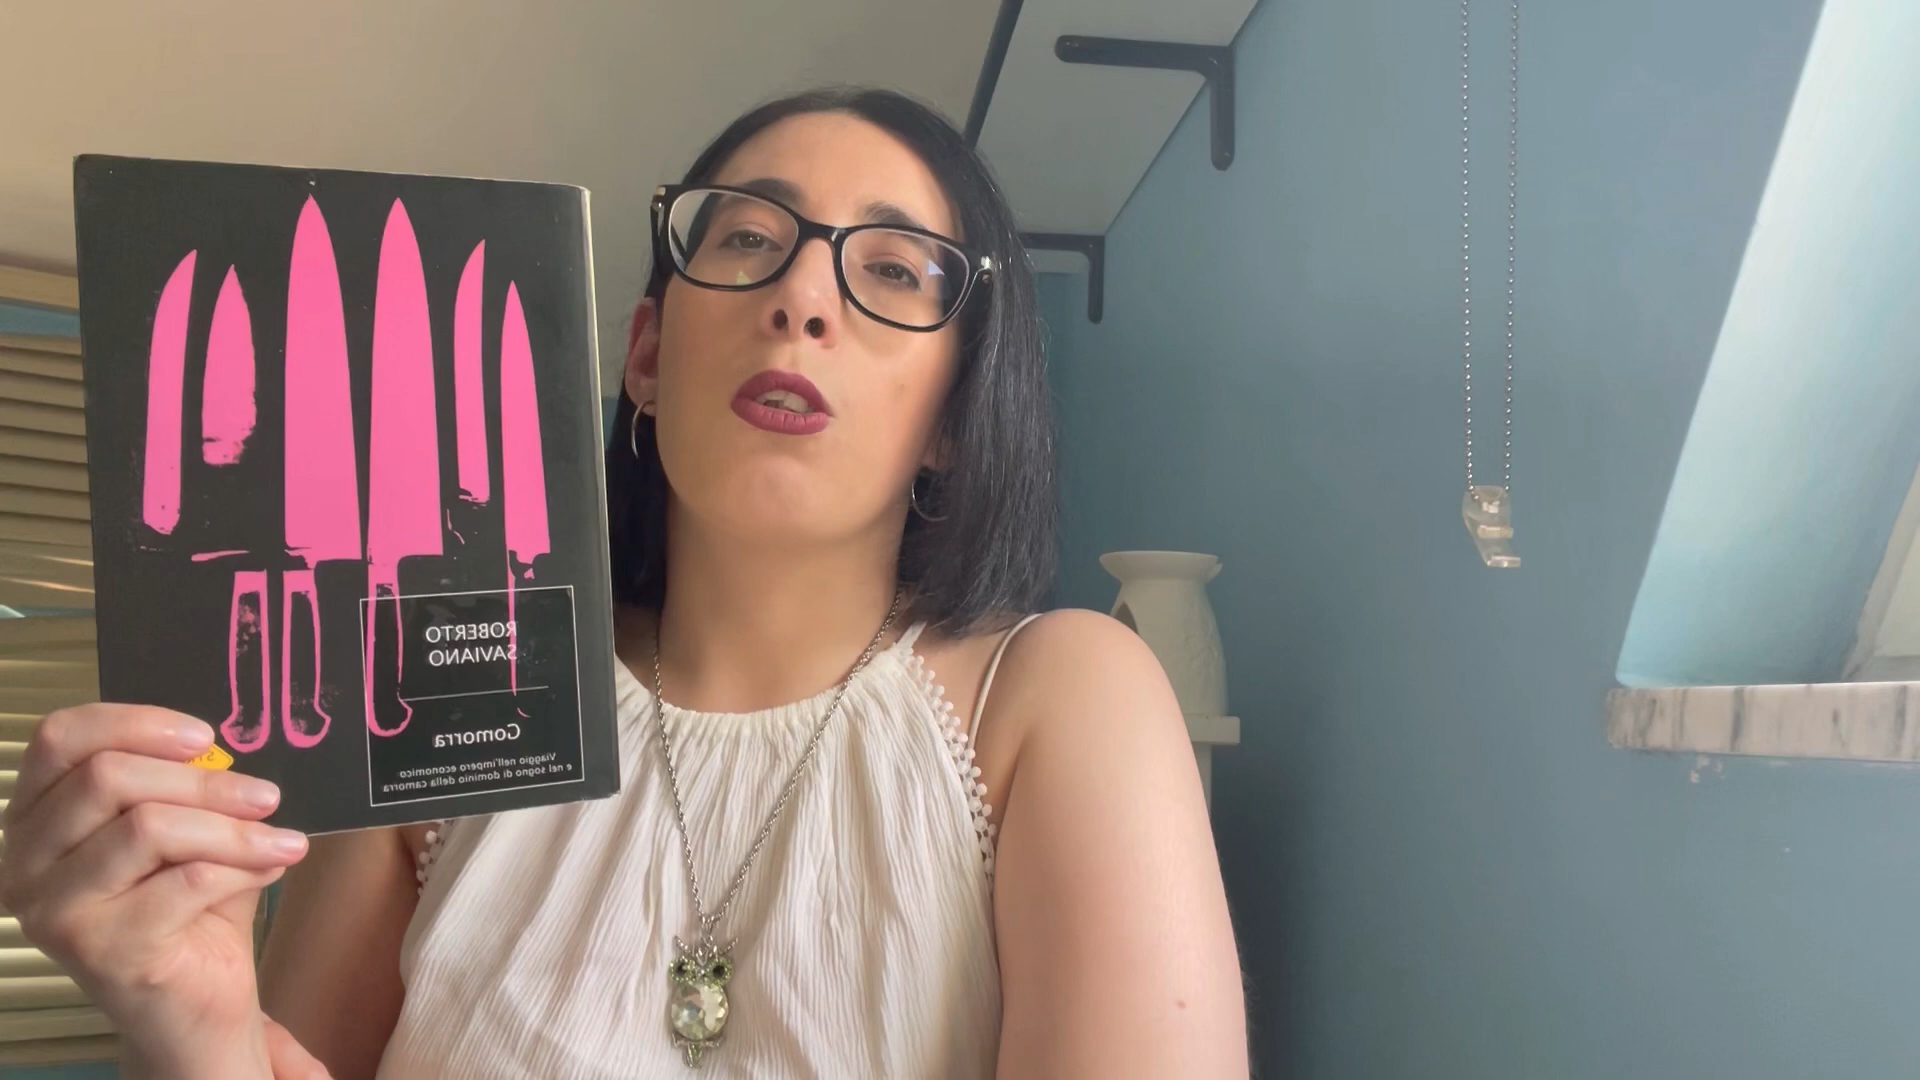 ROBERTO
SAVIANO
Gomorra
Viaggio nell'impero economico
e nel sogno di dominio della camorra